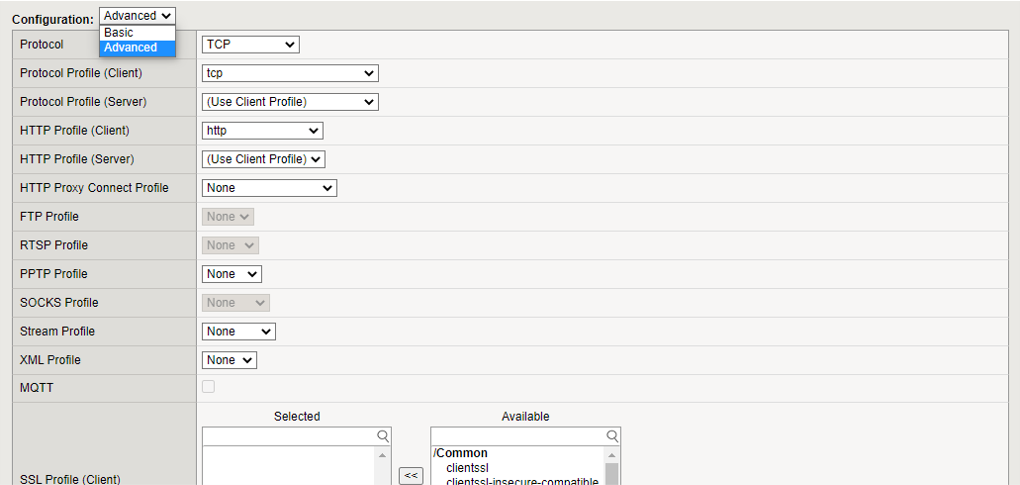 Configuration: Advanced
Basic
Advanced
Protocol TCP
Protocol Profile (Client) tcp
Protocol Profile (Server) (Use Client Profile)
HTTP Profile (Client) http
HTTP Profile (Server) (Use Client Profile)
HTTP Proxy Connect Profile None
FTP Profile None
RTSP Profile None
PPTP Profile None
SOCKS Profile None
Stream Profile None
XML Profile None
MQTT
Selected Available
/Common
clientssl
<< clientssl-insecure-compatible
SSL Profile (Client)